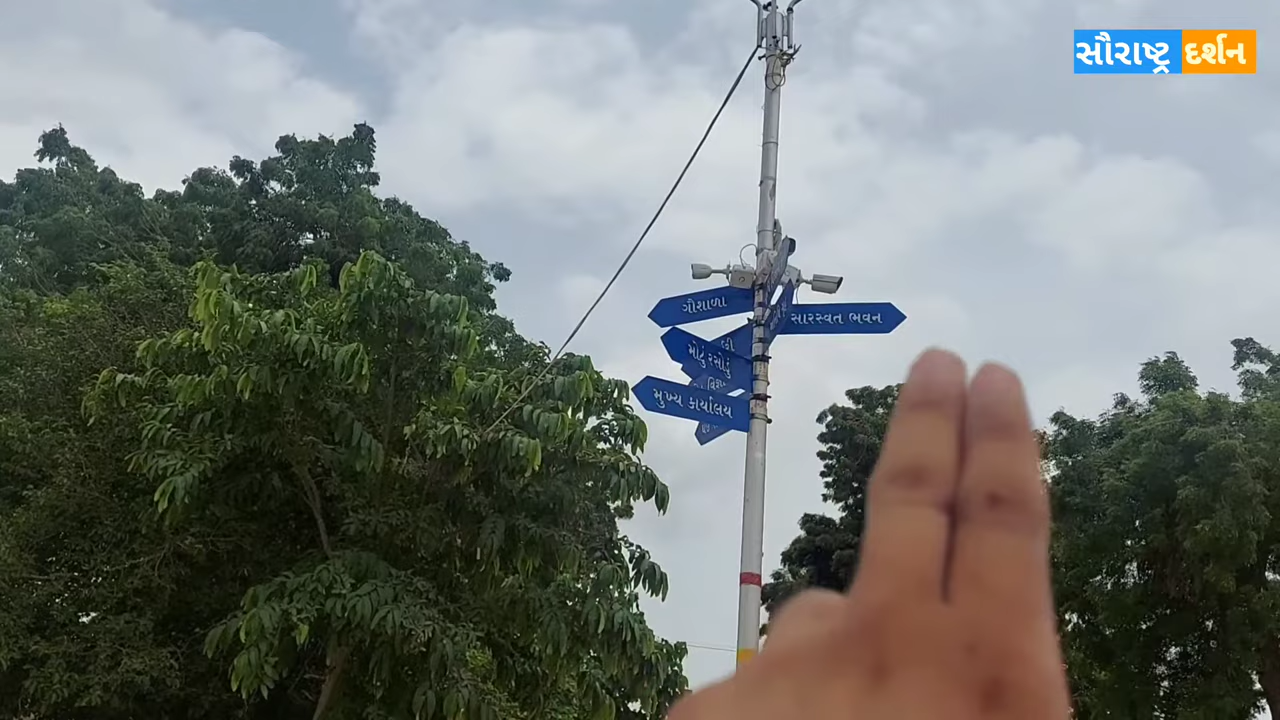 સૌરાષ્ટ્ર દર્શન
ગૌશાળા
સારસ્વત ભવન
મોટું રસોડું
મુખ્ય કાર્યાલય